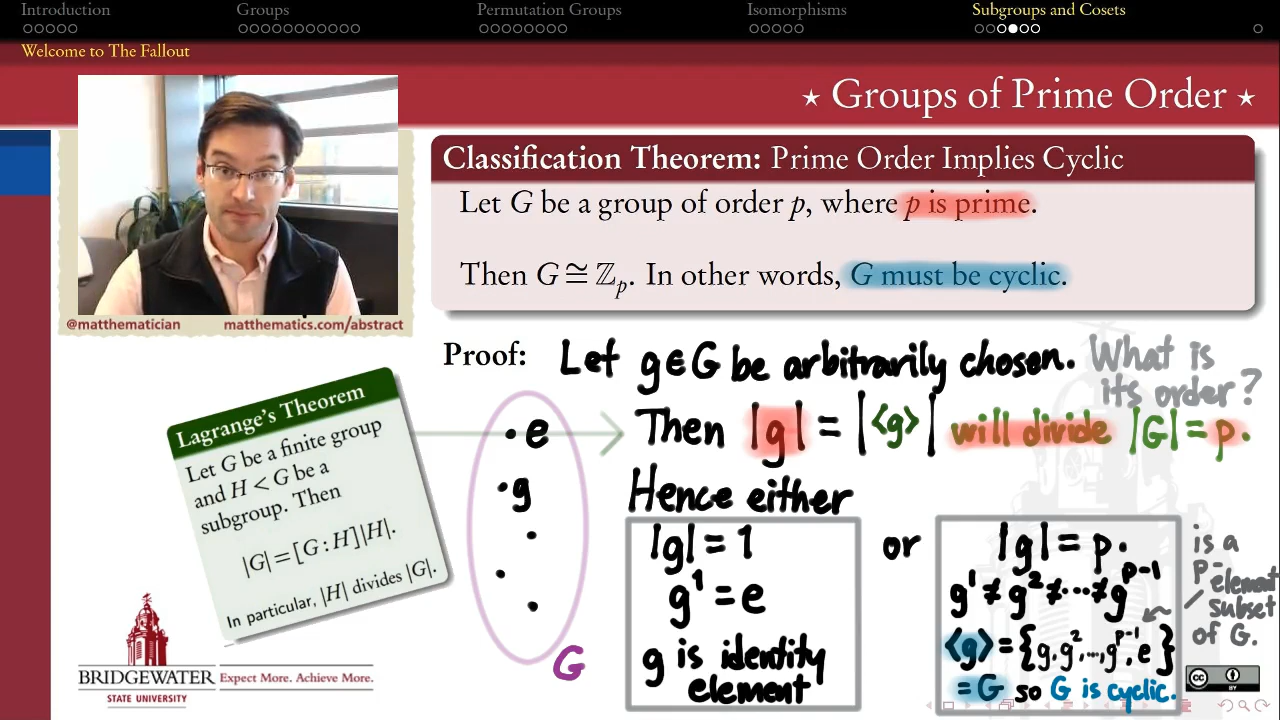 Introduction
Groups
Permutation Groups
Isomorphisms
Subgroups and Cosets
Welcome to The Fallout
⋆ Groups of Prime Order ⋆
@matthematician matthematics.com/abstract
Classification Theorem: Prime Order Implies Cyclic
Let G be a group of order p, where p is prime.
Then G ≅ ℤₚ. In other words, G must be cyclic.
Proof: Let g∈G be arbitrarily chosen.
What is
its order?
Then |g| = |⟨g⟩| will divide |G| = p.
Hence either
|g| = 1
g¹ = e
g is identity
element
or
|g| = p.
g¹ ≠ g² ≠ ⋯ ≠ g^{p-1}
⟨g⟩ = {g, g², ..., g^{p-1}, e}
= G so G is cyclic.
is a
p-element
subset
of G.
Lagrange's Theorem
Let G be a finite group
and H < G be a
subgroup. Then
|G| = [G : H] |H|.
In particular, |H| divides |G|.
· e
· g
G
BRIDGEWATER
STATE UNIVERSITY
Expect More. Achieve More.
cc
BY